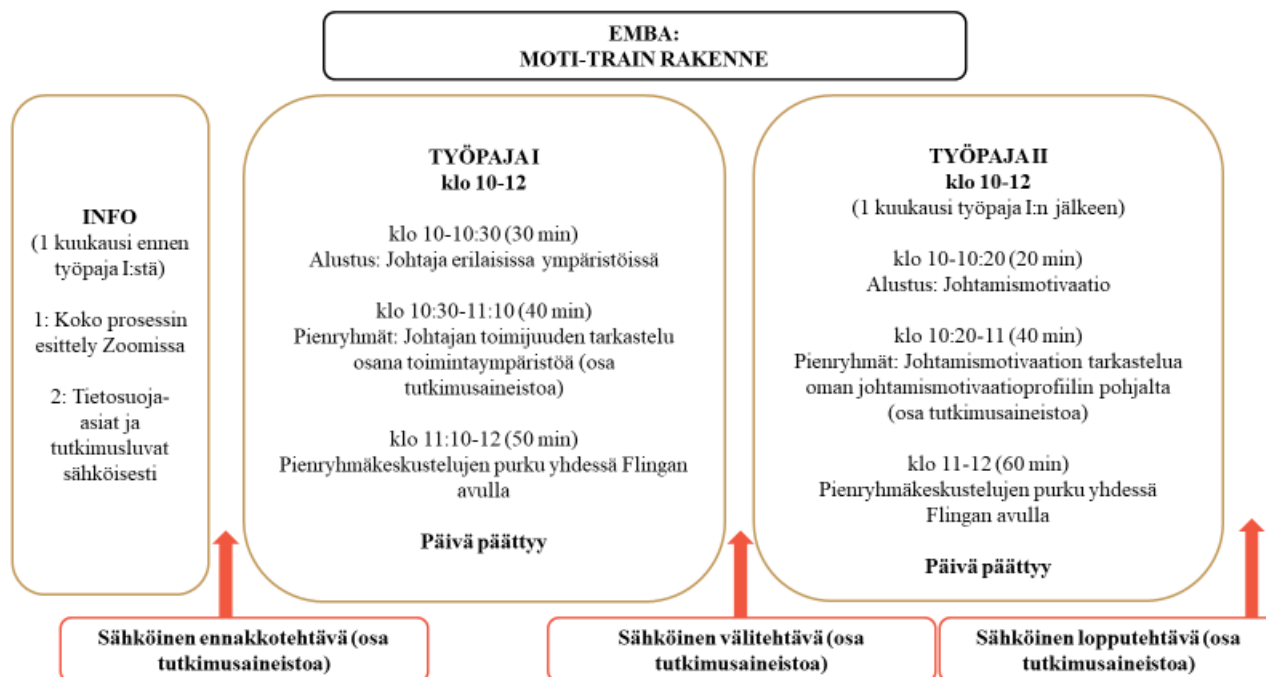 EMBA:
MOTI-TRAIN RAKENNE
INFO
(1 kuukausi ennen
työpaja I:stä)
1: Koko prosessin
esittely Zoomissa
2: Tietosuoja-
asiat ja
tutkimusluvat
sähköisesti
TYÖPAJA I
klo 10-12
klo 10-10:30 (30 min)
Alustus: Johtaja erilaisissa ympäristöissä
klo 10:30-11:10 (40 min)
Pienryhmät: Johtajan toimijuuden tarkastelu
osana toimintaympäristöä (osa
tutkimusaineistoa)
klo 11:10-12 (50 min)
Pienryhmäkeskustelujen purku yhdessä Flingan
avulla
Päivä päättyy
TYÖPAJA II
klo 10-12
(1 kuukausi työpaja I:n jälkeen)
klo 10-10:20 (20 min)
Alustus: Johtamismotivaatio
klo 10:20-11 (40 min)
Pienryhmät: Johtamismotivaation tarkastelua
oman johtamismotivaatioprofiilin pohjalta
(osa tutkimusaineistoa)
klo 11-12 (60 min)
Pienryhmäkeskustelujen purku yhdessä
Flingan avulla
Päivä päättyy
Sähköinen ennakkotehtävä (osa
tutkimusaineistoa)
Sähköinen välitehtävä (osa
tutkimusaineistoa)
Sähköinen lopputehtävä (osa
tutkimusaineistoa)